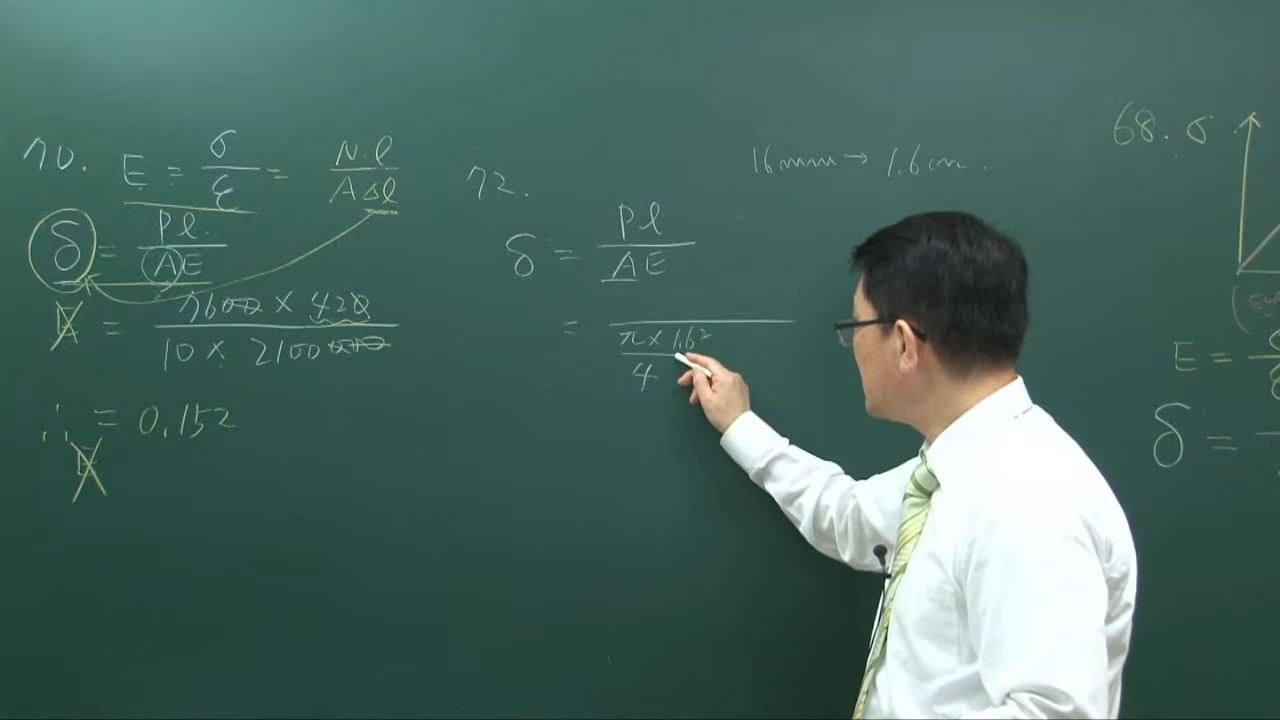 70. E = σ/ε = N·l/AΔl
δ = Pl/AE
= 7600 × 420/10 × 2100000
∴ = 0.152
72.
16mm → 1.6cm.
δ = Pl/AE
= π × 1.6²/4
68. σ
E =
δ =